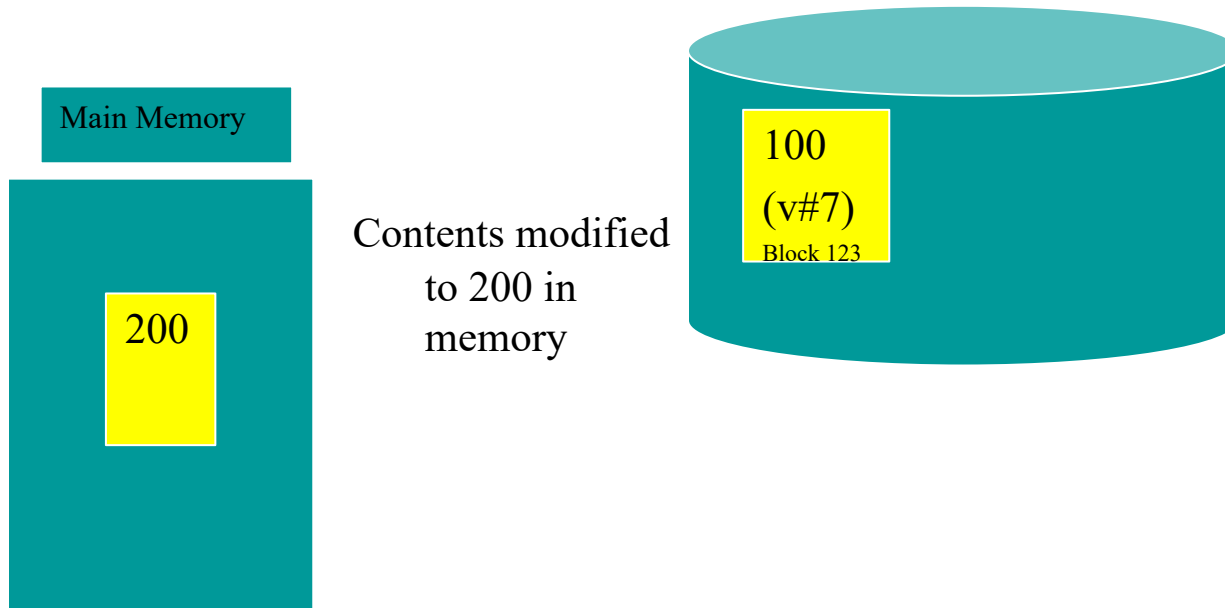 Main Memory
200
Contents modified
to 200 in
memory
100
(v#7)
Block 123